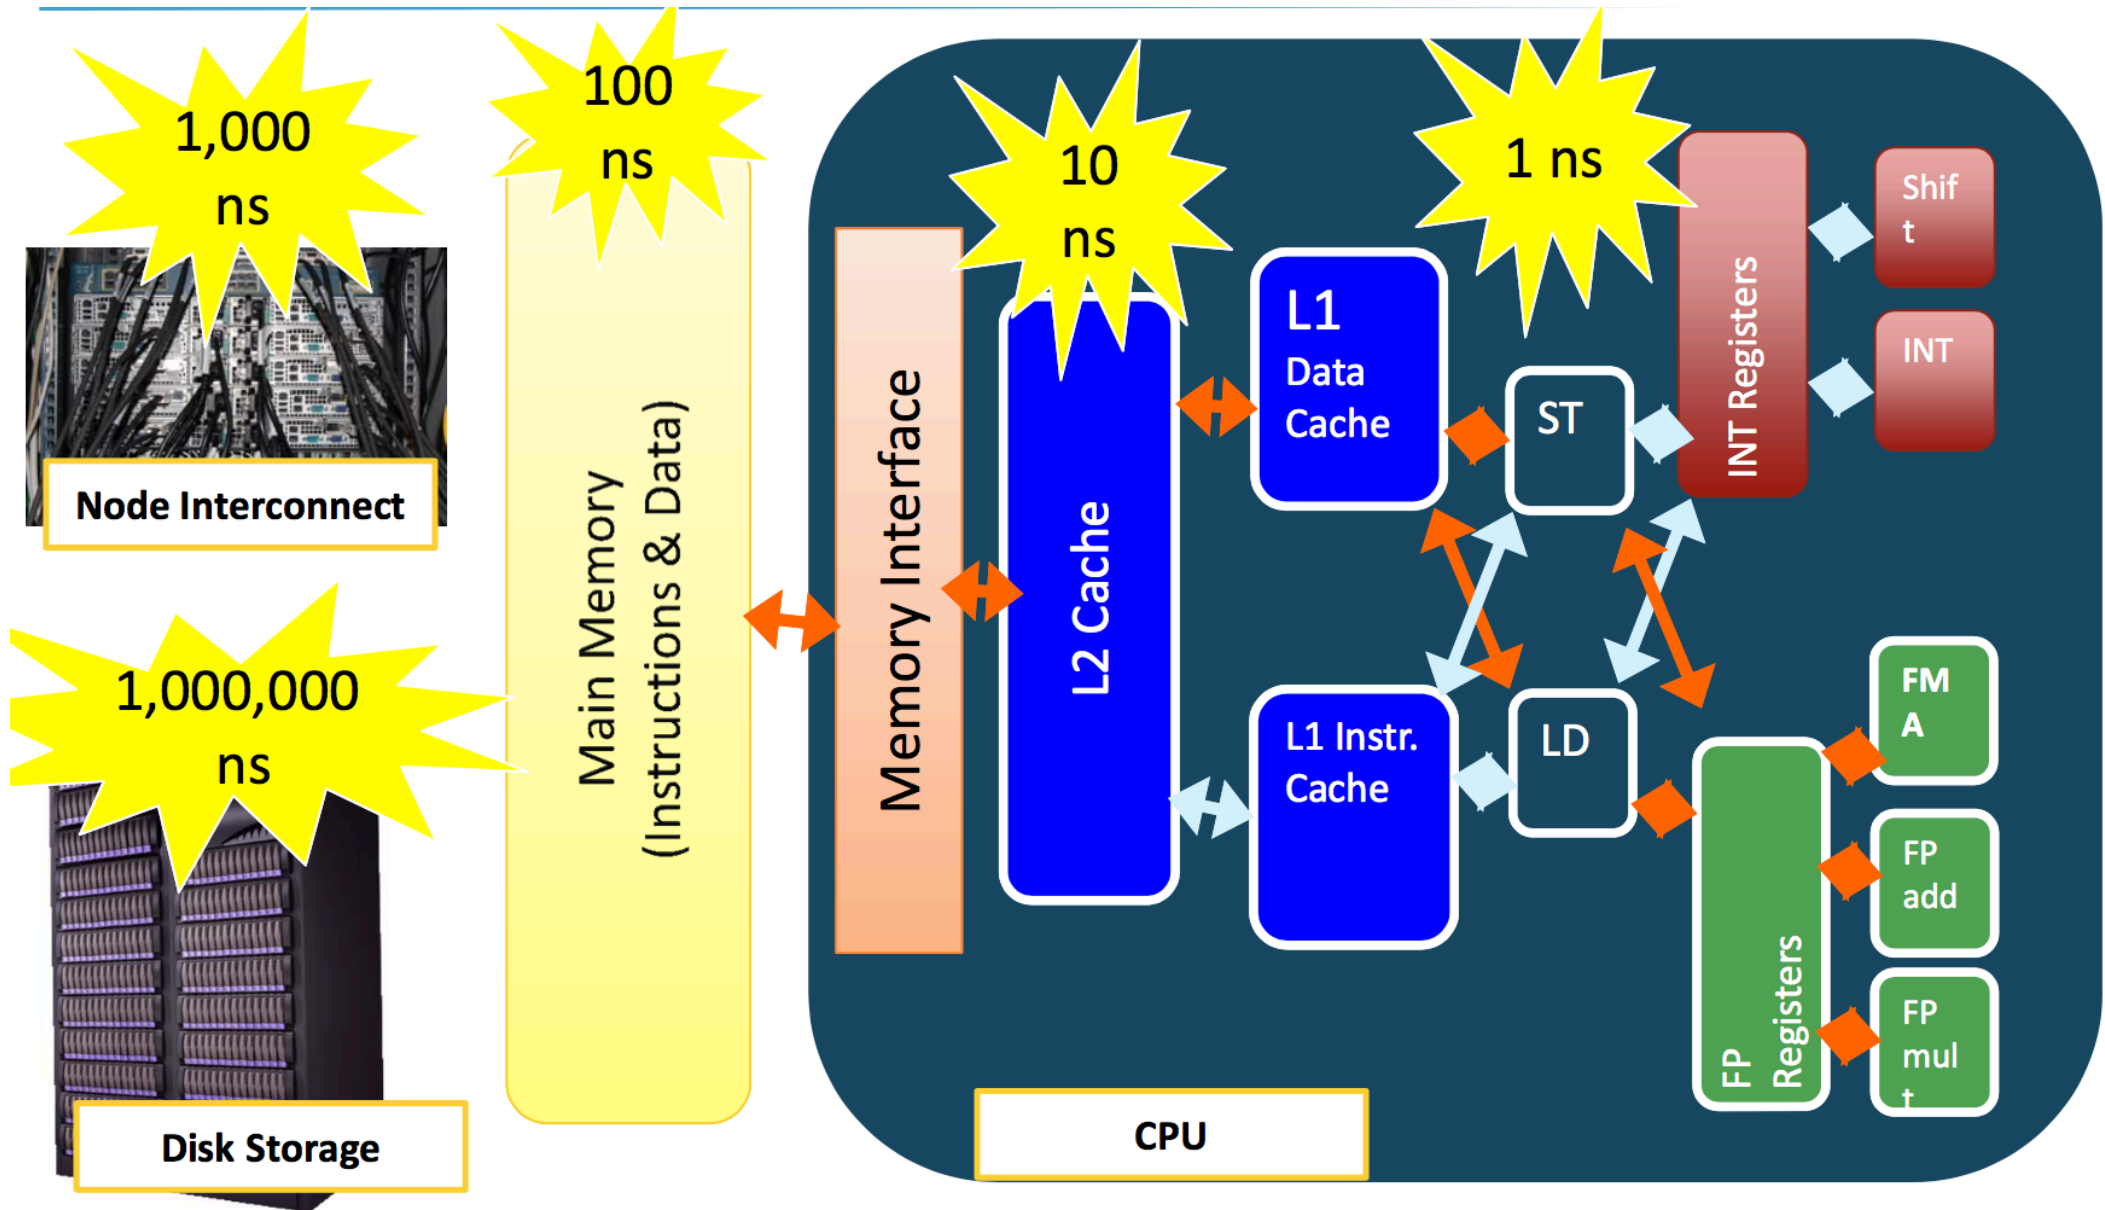 1,000
ns
100
ns
10
ns
1 ns
Node Interconnect
1,000,000
ns
Disk Storage
Main Memory
(Instructions & Data)
Memory Interface
L2 Cache
L1
Data
Cache
L1 Instr.
Cache
ST
LD
INT Registers
Shif
t
INT
FP
Registers
FM
A
FP
add
FP
mul
t
CPU